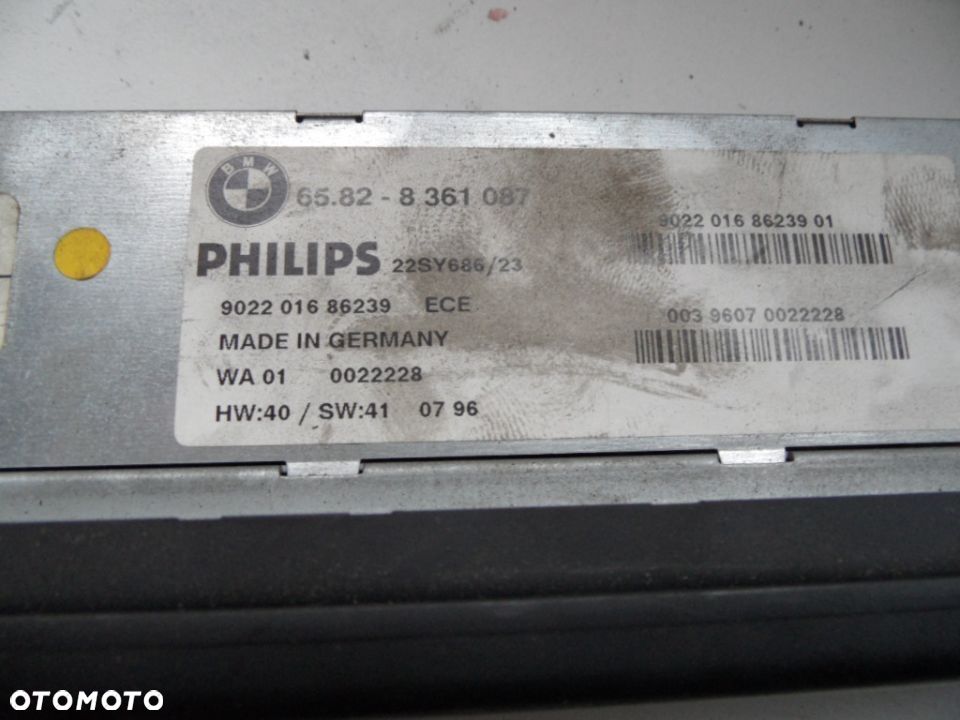 BMW
65.82 - 8 361 087
PHILIPS 22SY686/23
9022 016 86239 ECE
MADE IN GERMANY
WA 01 0022228
HW:40 / SW:41 07 96
9022 016 86239 01
003 9607 0022228
OTOMOTO